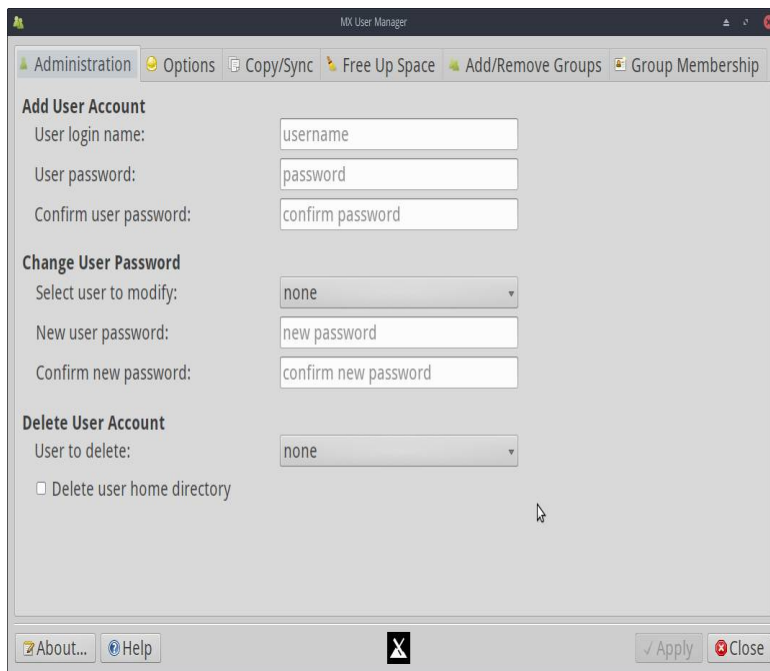 MX User Manager
Administration Options Copy/Sync Free Up Space Add/Remove Groups Group Membership
Add User Account
User login name: username
User password: password
Confirm user password: confirm password
Change User Password
Select user to modify: none
New user password: new password
Confirm new password: confirm new password
Delete User Account
User to delete: none
Delete user home directory
About... Help Apply Close